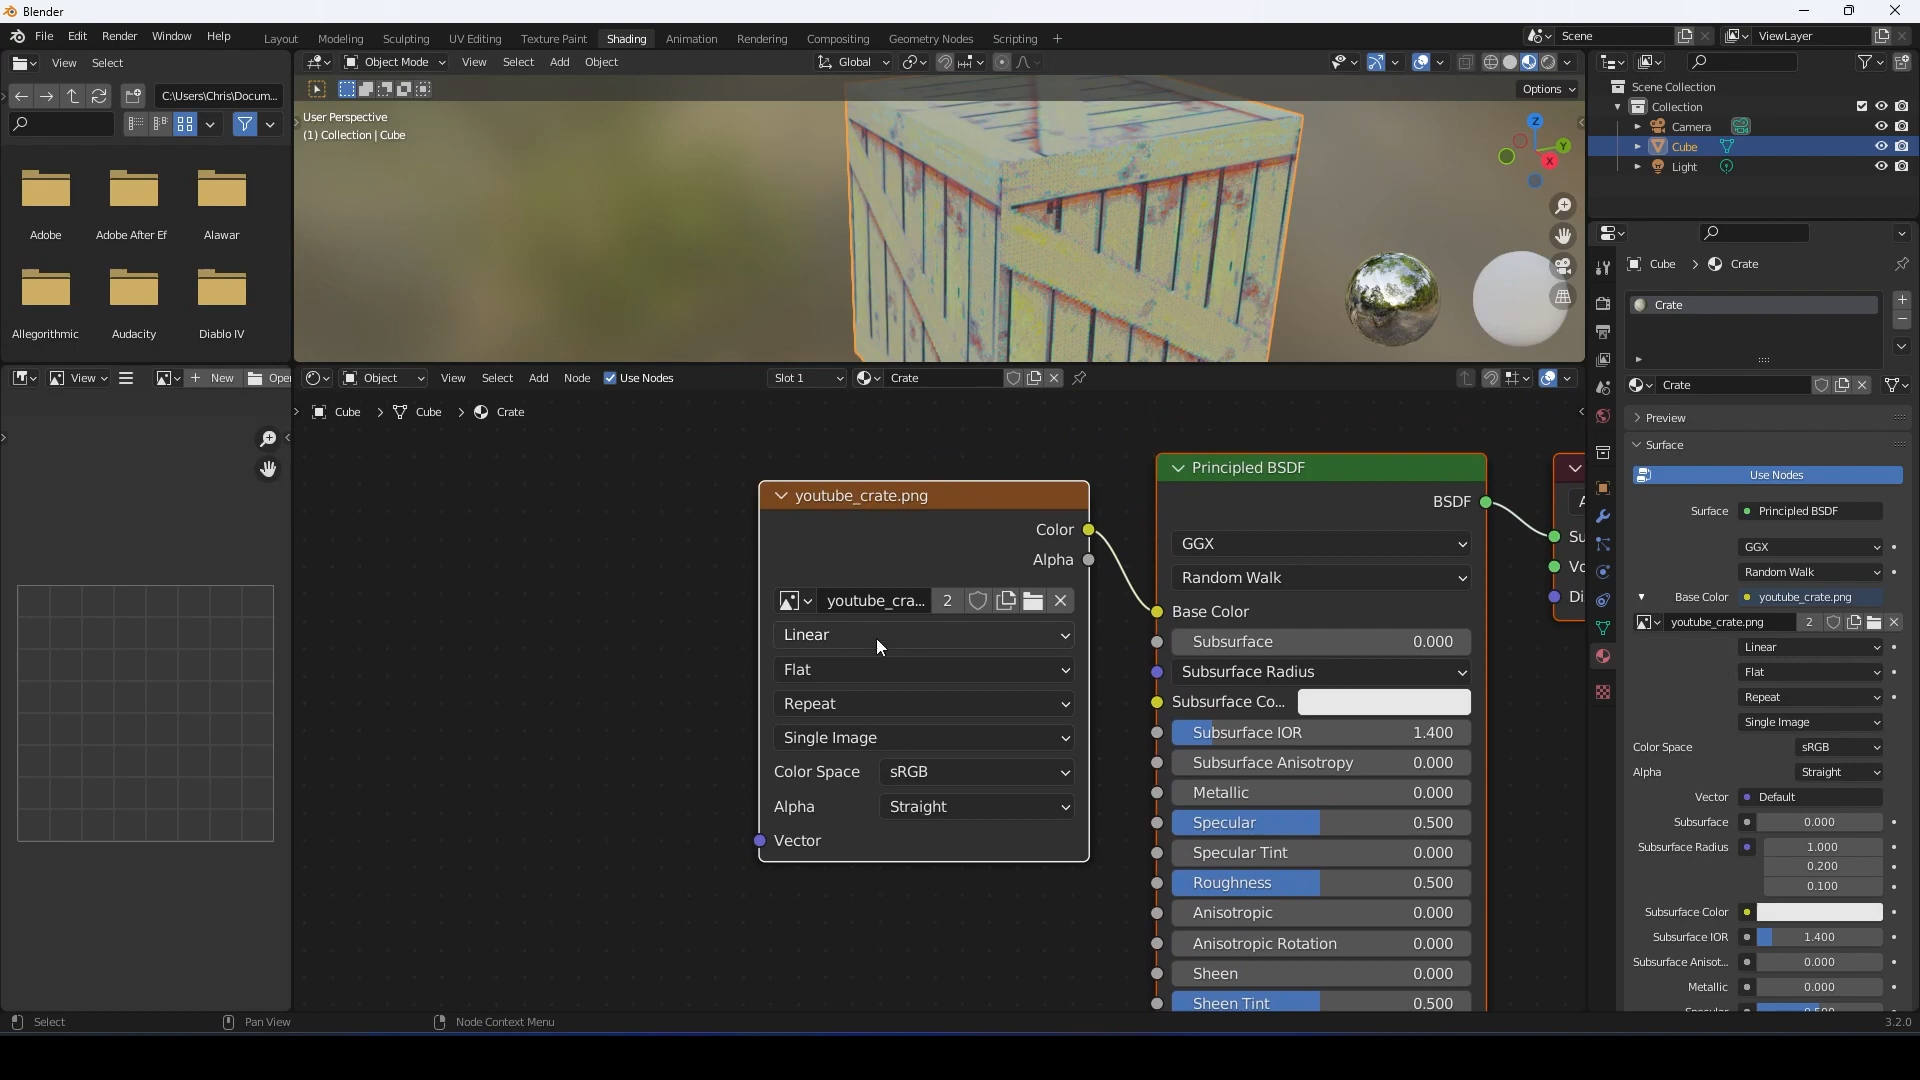 Blender
File Edit Render Window Help
Layout Modeling Sculpting UV Editing Texture Paint Shading Animation Rendering Compositing Geometry Nodes Scripting +
Scene
ViewLayer
View Select
Object Mode View Select Add Object
Global
C:\Users\Chris\Docum...
Options
User Perspective
(1) Collection | Cube
Z
Y
X
Adobe Adobe After Ef Alawar
Allegorithmic Audacity Diablo IV
Scene Collection
Collection
Camera
Cube
Light
Cube > Crate
Crate
Crate
View + New Open
Object View Select Add Node Use Nodes Slot 1 Crate
Cube > Cube > Crate
youtube_crate.png
Color
Alpha
youtube_cra... 2
Linear
Flat
Repeat
Single Image
Color Space sRGB
Alpha Straight
Vector
Principled BSDF
BSDF
GGX
Random Walk
Base Color
Subsurface 0.000
Subsurface Radius
Subsurface Co...
Subsurface IOR 1.400
Subsurface Anisotropy 0.000
Metallic 0.000
Specular 0.500
Specular Tint 0.000
Roughness 0.500
Anisotropic 0.000
Anisotropic Rotation 0.000
Sheen 0.000
Sheen Tint 0.500
Su
Vo
Di
Preview
Surface
Use Nodes
Surface Principled BSDF
GGX
Random Walk
Base Color youtube_crate.png
youtube_crate.png 2
Linear
Flat
Repeat
Single Image
Color Space sRGB
Alpha Straight
Vector Default
Subsurface 0.000
Subsurface Radius 1.000
0.200
0.100
Subsurface Color
Subsurface IOR 1.400
Subsurface Anisot... 0.000
Metallic 0.000
Select Pan View Node Context Menu
3.2.0